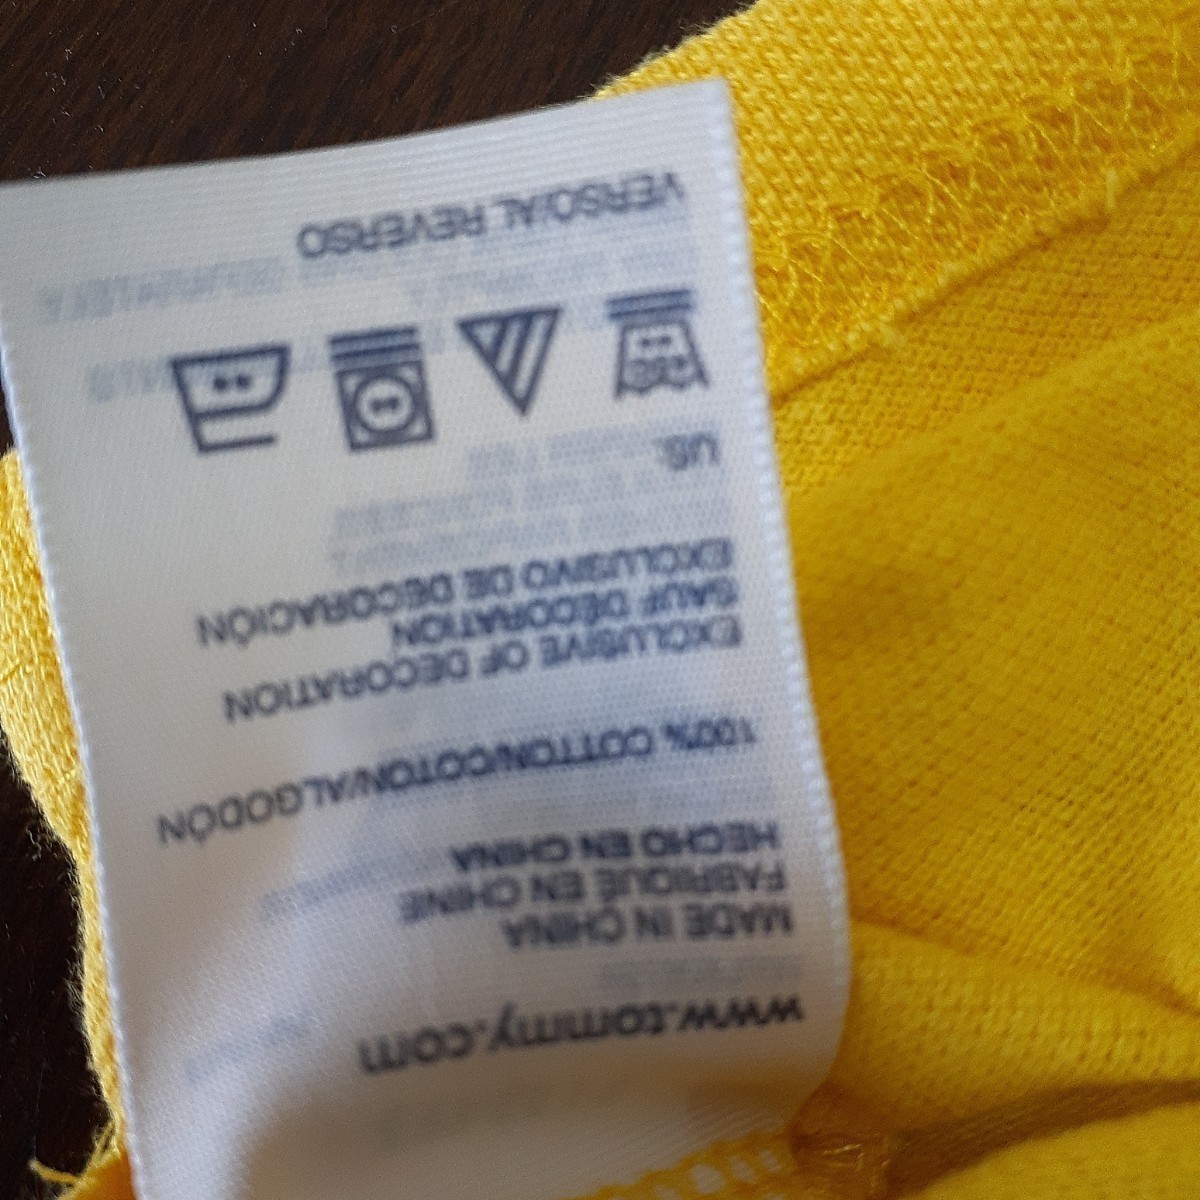 www.tommy.com
MADE IN CHINA
FABRIQUÉ EN CHINE
HECHO EN CHINA
100% COTTON/COTON/ALGODÓN
EXCLUSIVE OF DECORATION
SAUF DÉCORATION
EXCLUSIVO DE DECORACIÓN
US:
VERSO/AL REVERSO